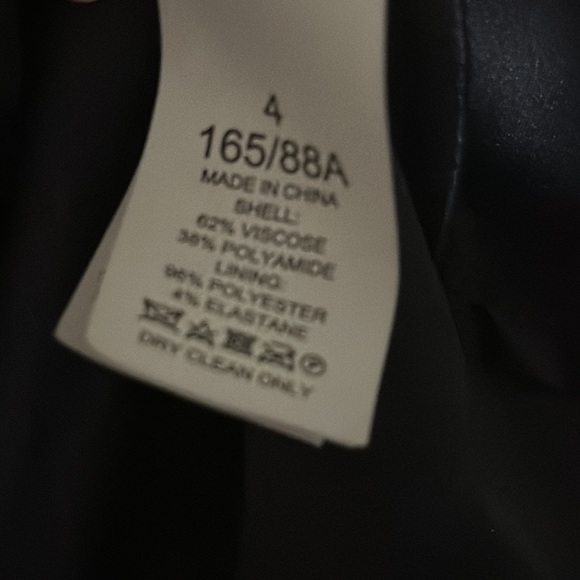 4
165/88A
MADE IN CHINA
SHELL:
62% VISCOSE
38% POLYAMIDE
LINING:
96% POLYESTER
4% ELASTANE
DRY CLEAN ONLY